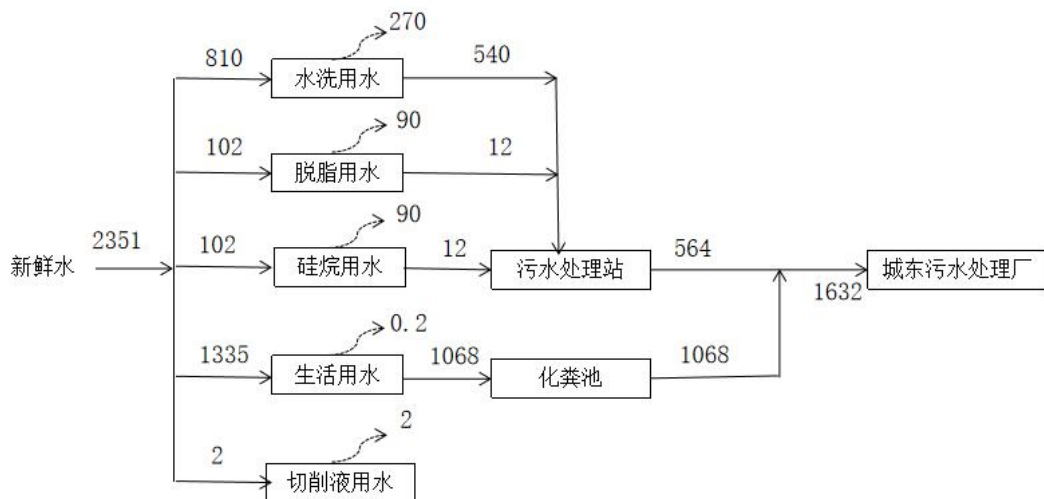 270
810
水洗用水
540
90
102
脱脂用水
12
90
2351
新鲜水
102
硅烷用水
12
污水处理站
564
城东污水处理厂
1632
0.2
1335
生活用水
1068
化粪池
1068
2
2
切削液用水